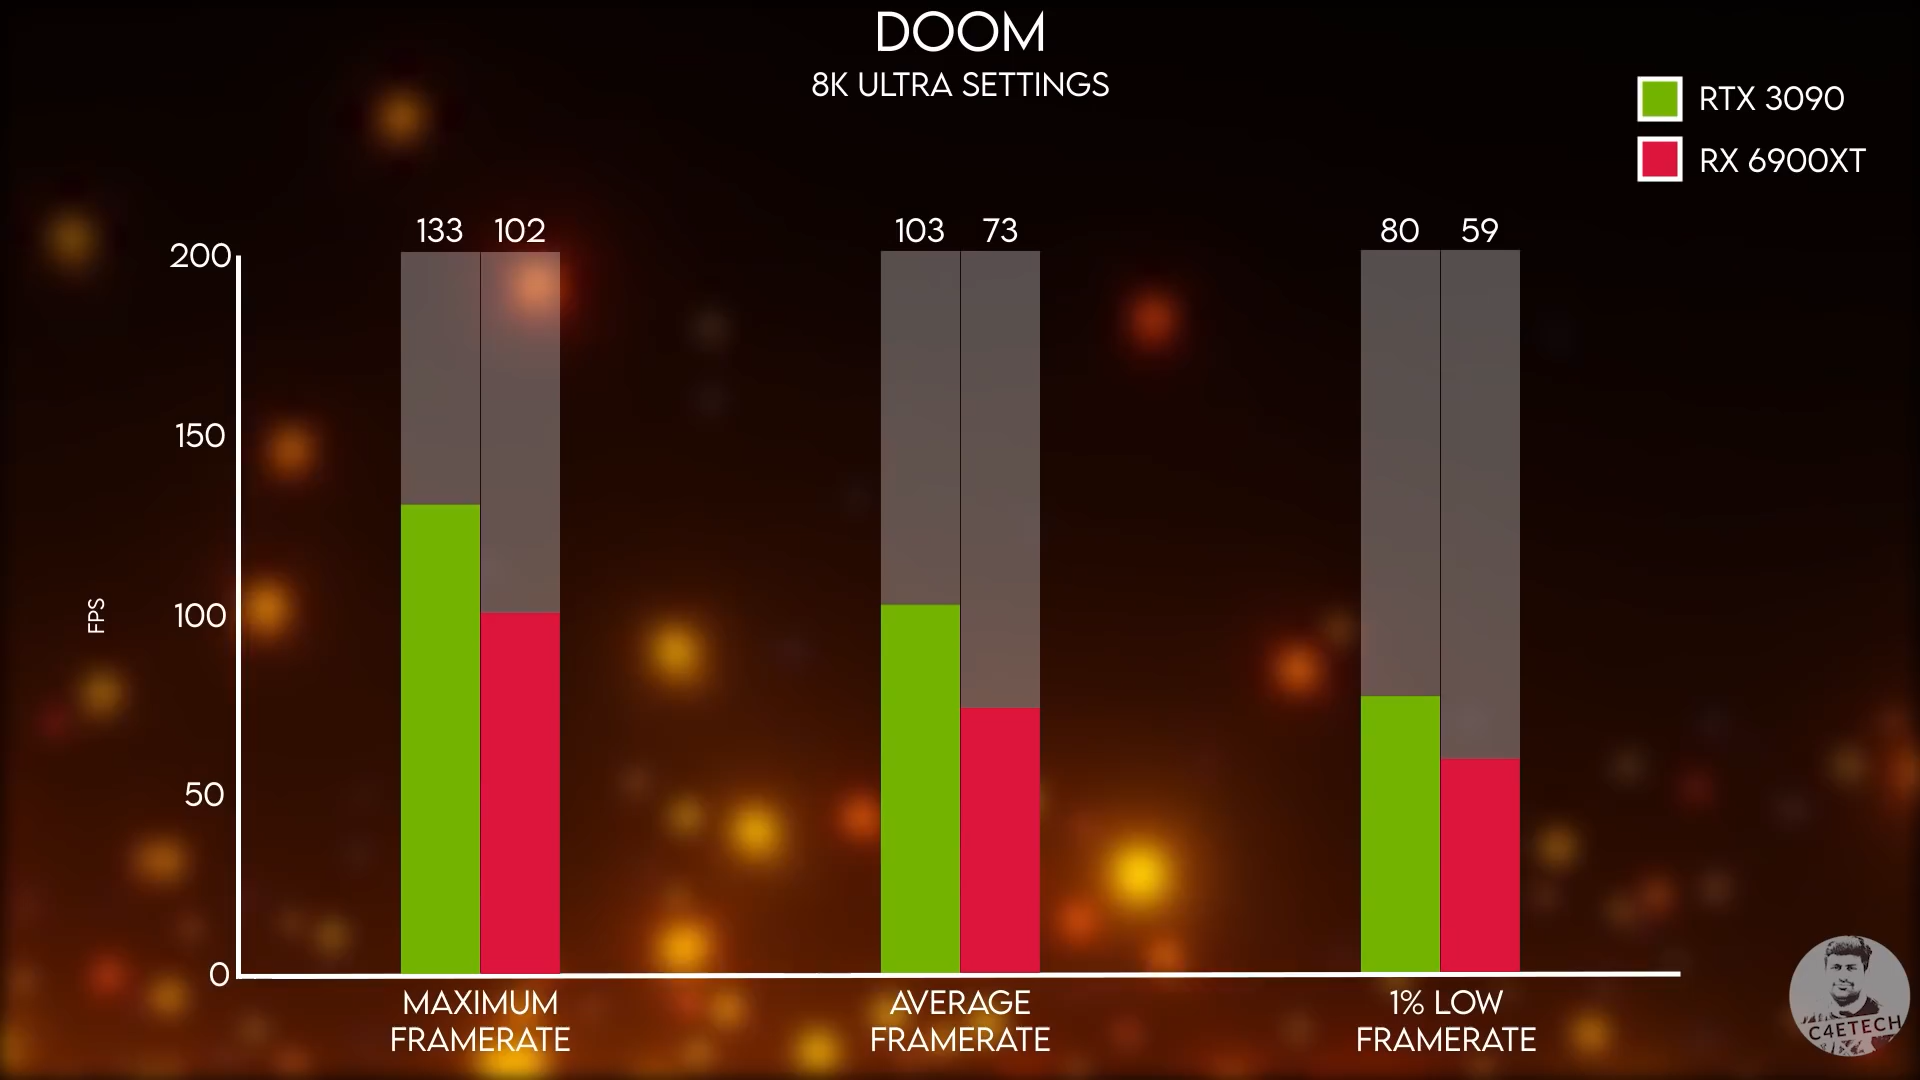 DOOM
8K ULTRA SETTINGS
RTX 3090
RX 6900XT
133 102
103 73
80 59
200
150
100
50
0
FPS
MAXIMUM
FRAMERATE
AVERAGE
FRAMERATE
1% LOW
FRAMERATE
C4ETECH